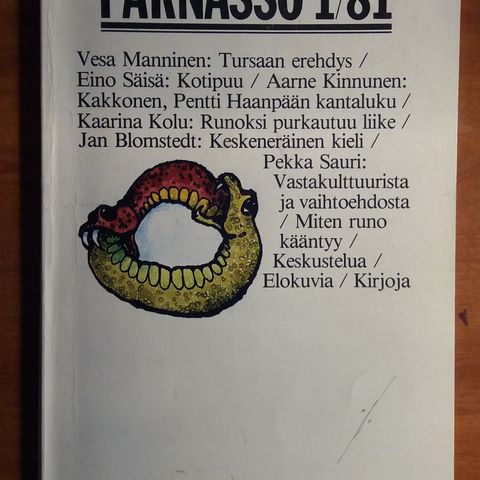 PARNASSO 1/81
Vesa Manninen: Tursaan erehdys /
Eino Säisä: Kotipuu / Aarne Kinnunen:
Kakkonen, Pentti Haanpään kantaluku /
Kaarina Kolu: Runoksi purkautuu liike /
Jan Blomstedt: Keskeneräinen kieli /
Pekka Sauri:
Vastakulttuurista
ja vaihtoehdosta
/ Miten runo
kääntyy /
Keskustelua /
Elokuvia / Kirjoja